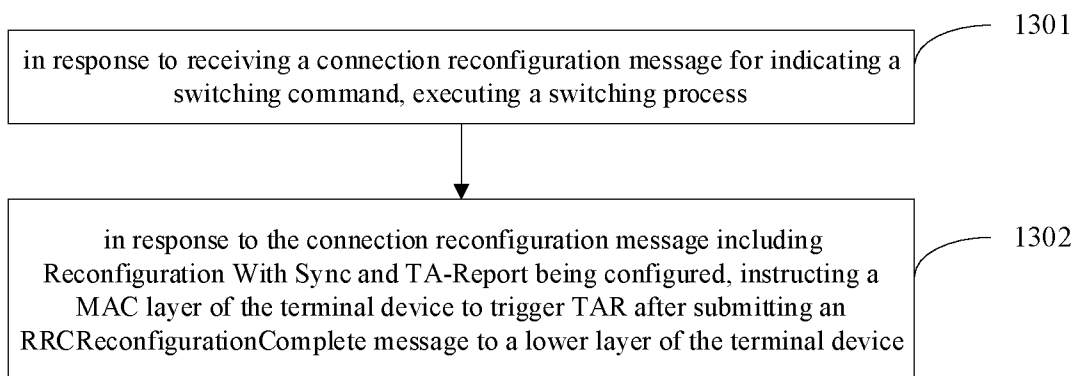 1301
in response to receiving a connection reconfiguration message for indicating a
switching command, executing a switching process
1302
in response to the connection reconfiguration message including
Reconfiguration With Sync and TA-Report being configured, instructing a
MAC layer of the terminal device to trigger TAR after submitting an
RRCReconfigurationComplete message to a lower layer of the terminal device